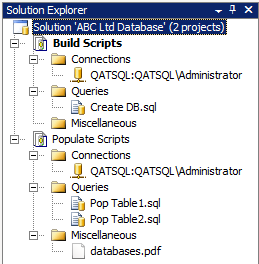 Solution Explorer
Solution 'ABC Ltd Database' (2 projects)
Build Scripts
Connections
QATSQL:QATSQL\Administrator
Queries
Create DB.sql
Miscellaneous
Populate Scripts
Connections
QATSQL:QATSQL\Administrator
Queries
Pop Table1.sql
Pop Table2.sql
Miscellaneous
databases.pdf